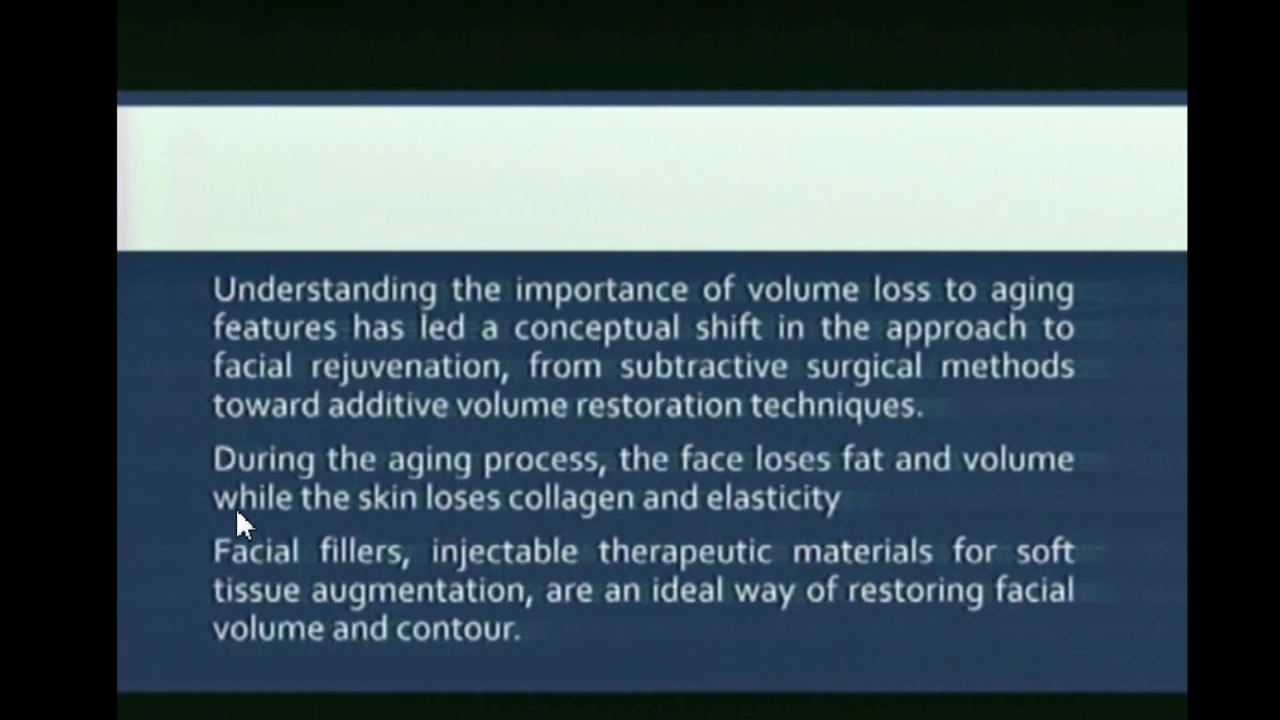 Understanding the importance of volume loss to aging
features has led a conceptual shift in the approach to
facial rejuvenation, from subtractive surgical methods
toward additive volume restoration techniques.
During the aging process, the face loses fat and volume
while the skin loses collagen and elasticity
Facial fillers, injectable therapeutic materials for soft
tissue augmentation, are an ideal way of restoring facial
volume and contour.